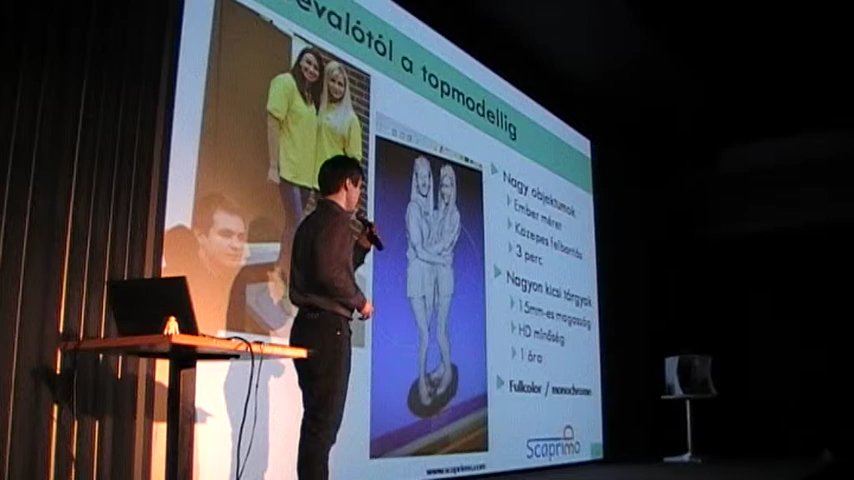 evalótól a topmodellig
Nagy objektumok
Ember méret
Közepes felbontás
3 perc
Nagyon kicsi tárgyak
15mm-es magasság
HD minőség
1 óra
Fullcolor / monochrome
Scaprimo
www.scaprimo.com